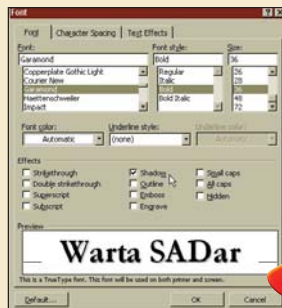 Font
Font Character Spacing Text Effects
Font: Font style: Size:
Garamond Bold 36
Copperplate Gothic Light Regular 26
Courier New Italic 28
Garamond Bold 36
Haettenschweiler Bold Italic 48
Impact 72
Font color: Underline style: Underline color:
Automatic (none) Automatic
Effects
Strikethrough Shadow Small caps
Double strikethrough Outline All caps
Superscript Emboss Hidden
Subscript Engrave
Preview
Warta SADar
This is a TrueType font. This font will be used on both printer and screen.
Default... OK Cancel